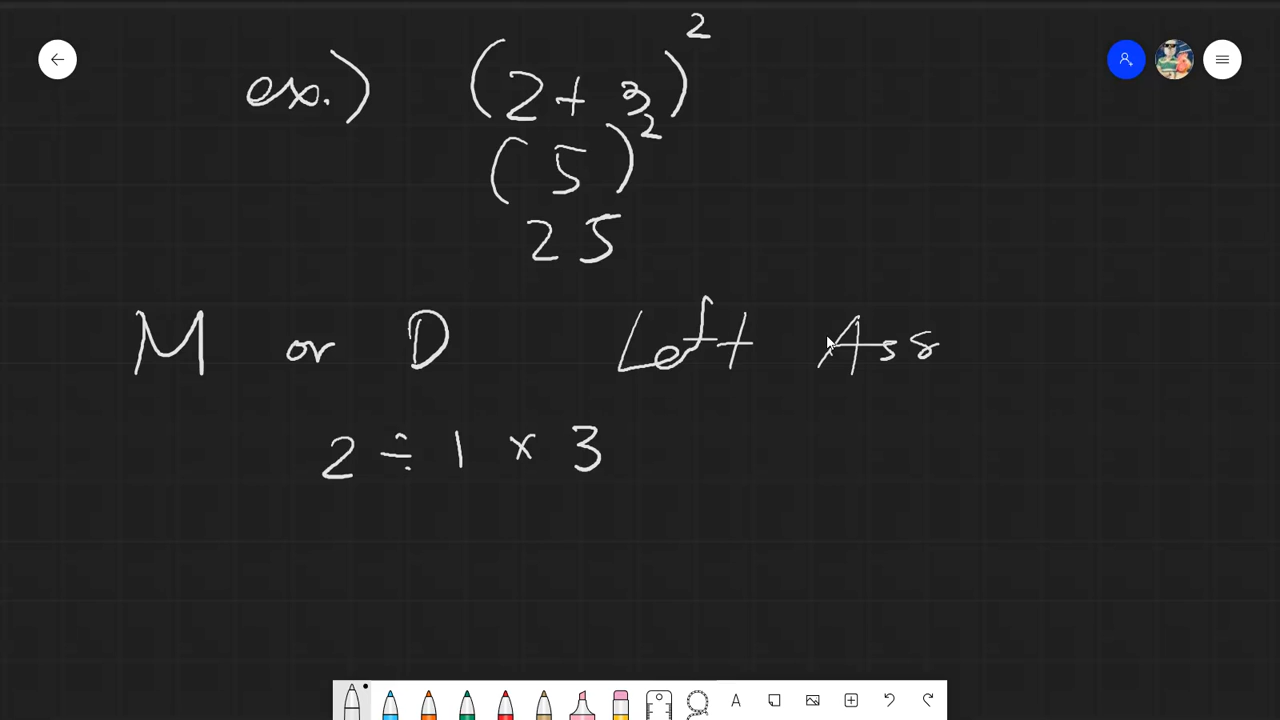 ex.) (2 + 3)²
(5)²
25
M or D Left Ass
2 ÷ 1 × 3